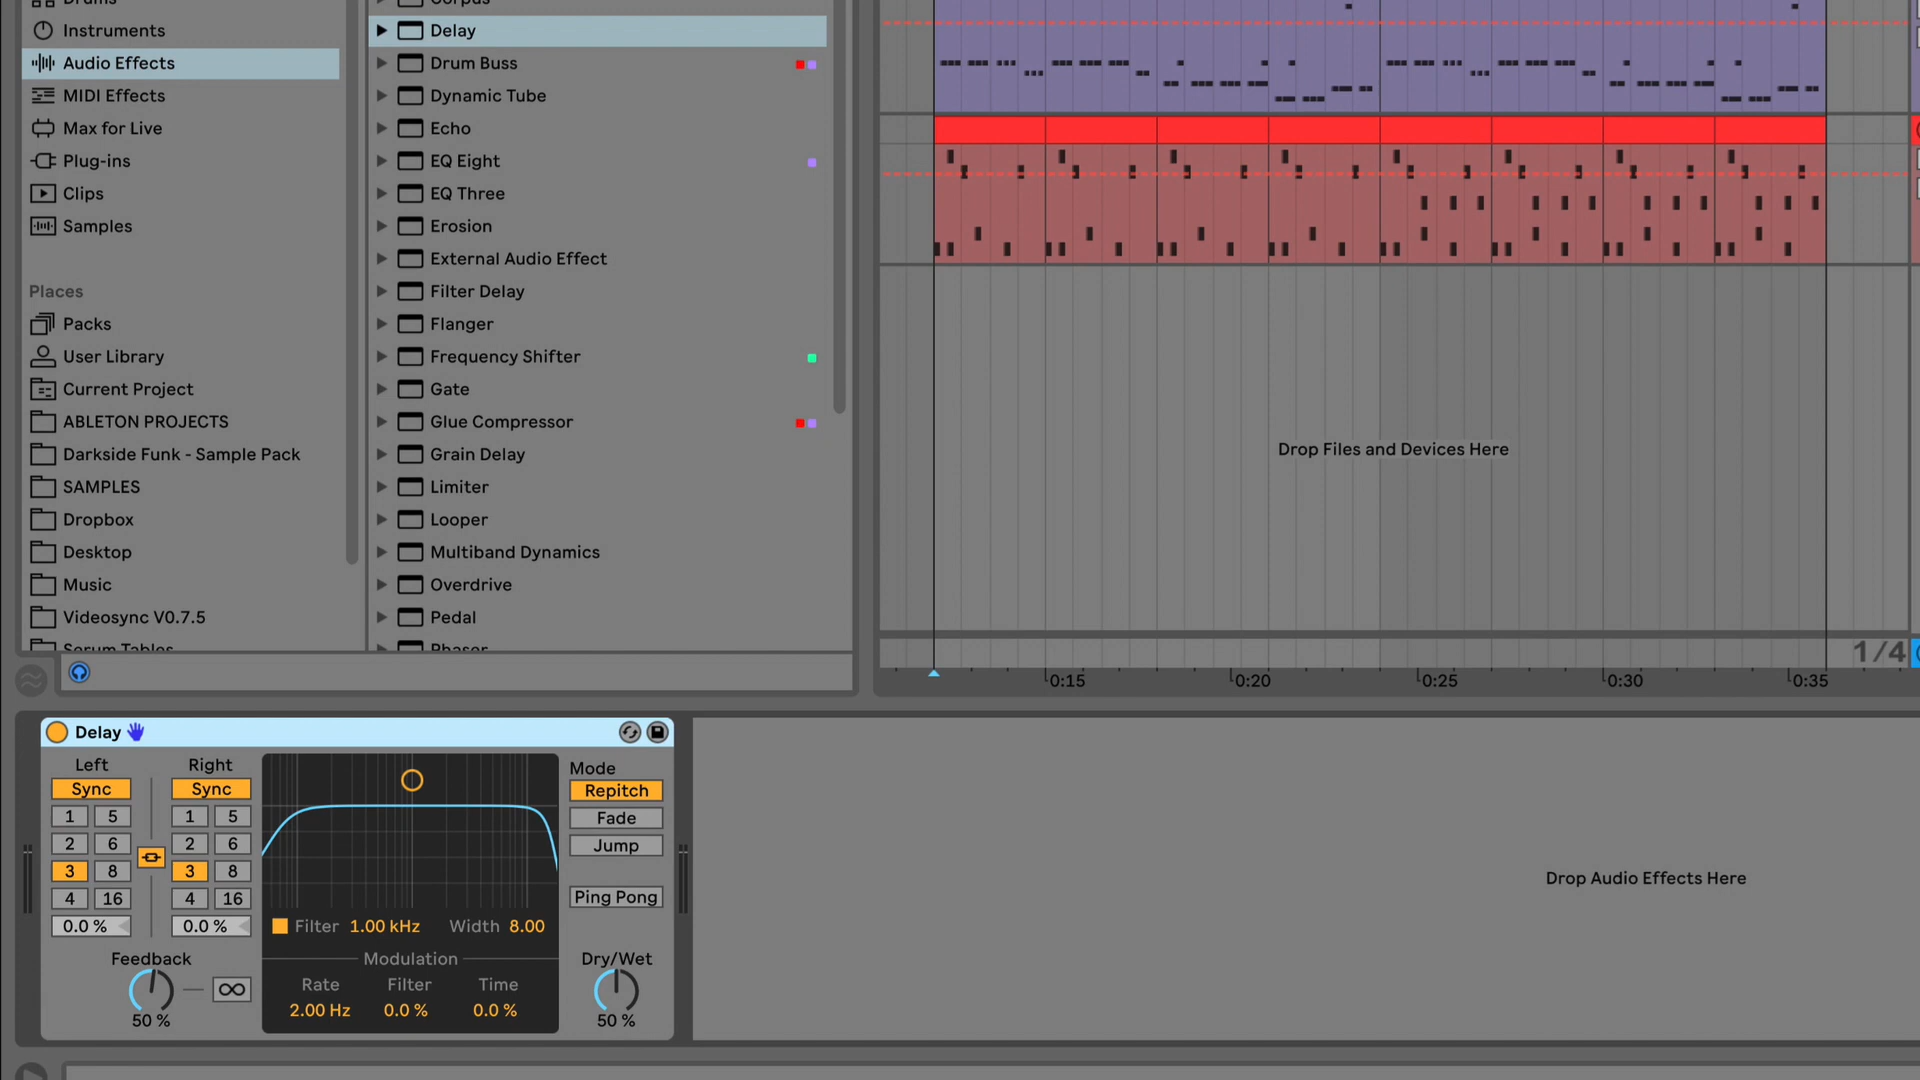 Drums
Instruments
Audio Effects
MIDI Effects
Max for Live
Plug-ins
Clips
Samples
Places
Packs
User Library
Current Project
ABLETON PROJECTS
Darkside Funk - Sample Pack
SAMPLES
Dropbox
Desktop
Music
Videosync V0.7.5
Serum Tables
Corpus
Delay
Drum Buss
Dynamic Tube
Echo
EQ Eight
EQ Three
Erosion
External Audio Effect
Filter Delay
Flanger
Frequency Shifter
Gate
Glue Compressor
Grain Delay
Limiter
Looper
Multiband Dynamics
Overdrive
Pedal
Phaser
Drop Files and Devices Here
1/4
0:15 0:20 0:25 0:30 0:35
Delay
Left Right
Sync Sync
1 5 1 5
2 6 2 6
3 8 3 8
4 16 4 16
0.0 % 0.0 %
Feedback
50 %
Filter 1.00 kHz Width 8.00
Modulation
Rate Filter Time
2.00 Hz 0.0 % 0.0 %
Mode
Repitch
Fade
Jump
Ping Pong
Dry/Wet
50 %
Drop Audio Effects Here